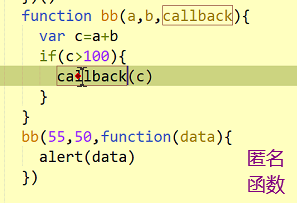 function bb(a,b,callback){
var c=a+b
if(c>100){
callback(c)
}
}
bb(55,50,function(data){
alert(data)
})
匿名
函数